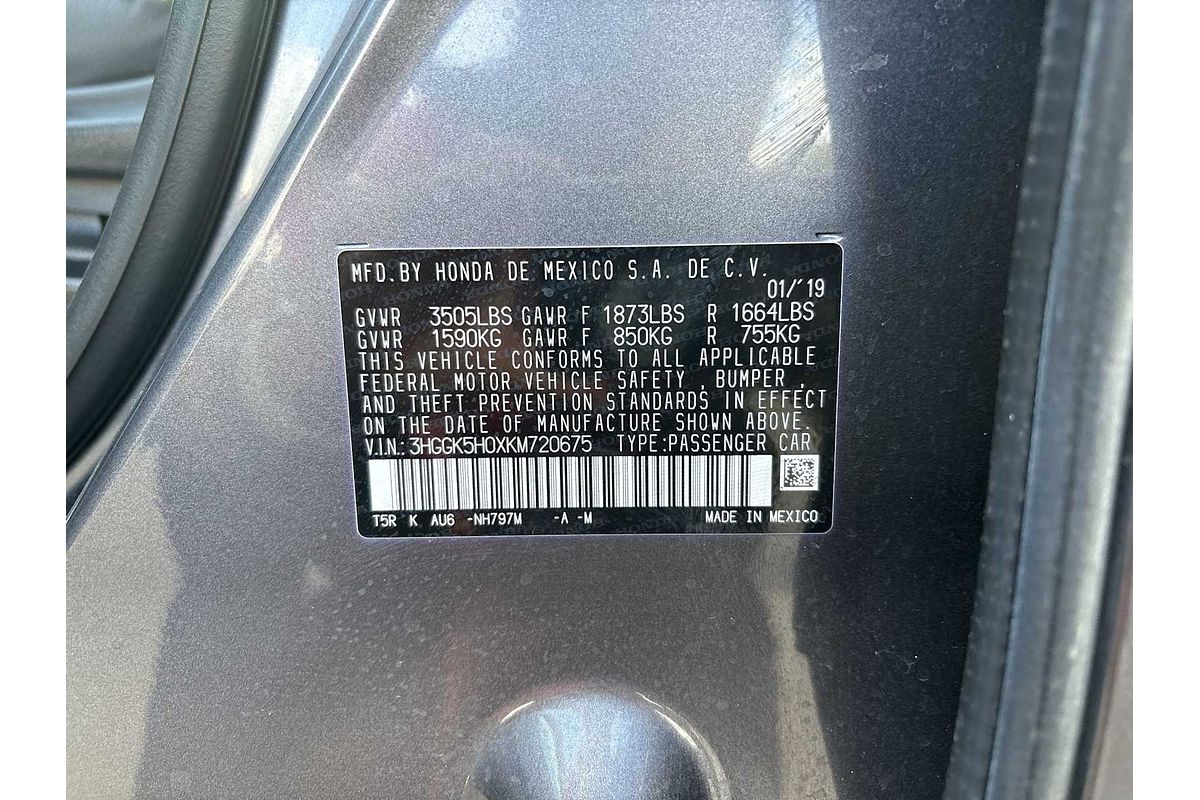 MFD. BY HONDA DE MEXICO S.A. DE C.V.
01/'19
GVWR 3505LBS GAWR F 1873LBS R 1664LBS
GVWR 1590KG GAWR F 850KG R 755KG
THIS VEHICLE CONFORMS TO ALL APPLICABLE
FEDERAL MOTOR VEHICLE SAFETY , BUMPER ,
AND THEFT PREVENTION STANDARDS IN EFFECT
ON THE DATE OF MANUFACTURE SHOWN ABOVE.
V.I.N.: 3HGGK5H0XKM720675 TYPE:PASSENGER CAR
T5R K AU6 -NH797M -A -M MADE IN MEXICO